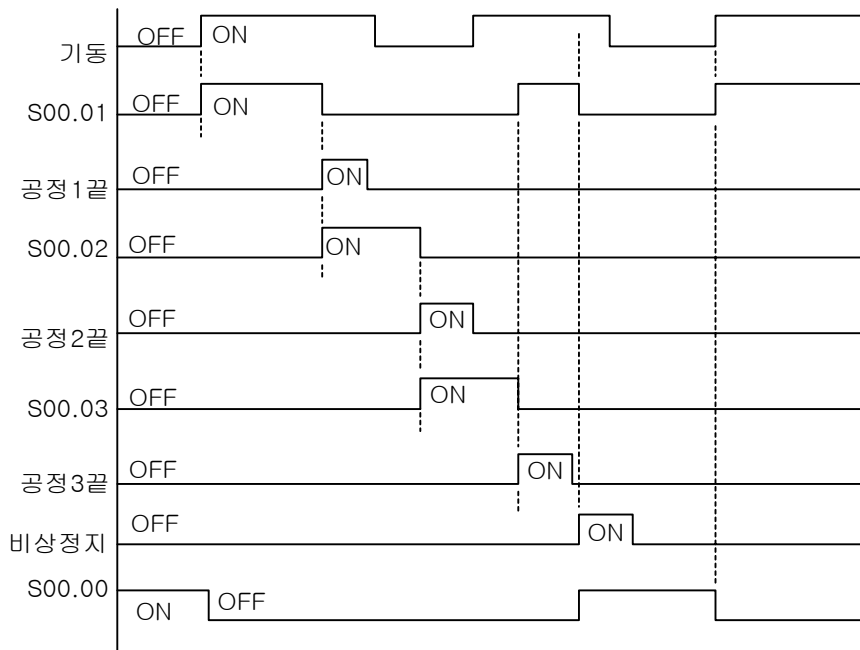 기동 OFF ON
S00.01 OFF ON
공정1끝 OFF ON
S00.02 OFF ON
공정2끝 OFF ON
S00.03 OFF ON
공정3끝 OFF ON
비상정지 OFF ON
S00.00 ON OFF